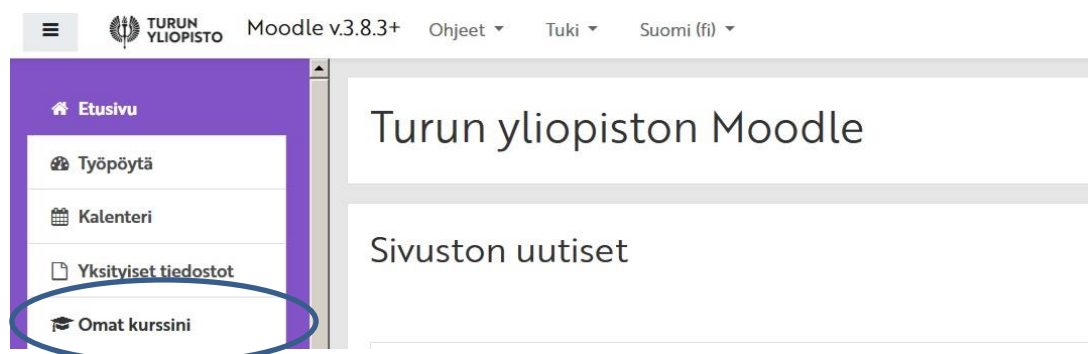 TURUN
YLIOPISTO
Moodle v.3.8.3+ Ohjeet Tuki Suomi (fi)
Etusivu
Työpöytä
Kalenteri
Yksityiset tiedostot
Omat kurssini
Turun yliopiston Moodle
Sivuston uutiset